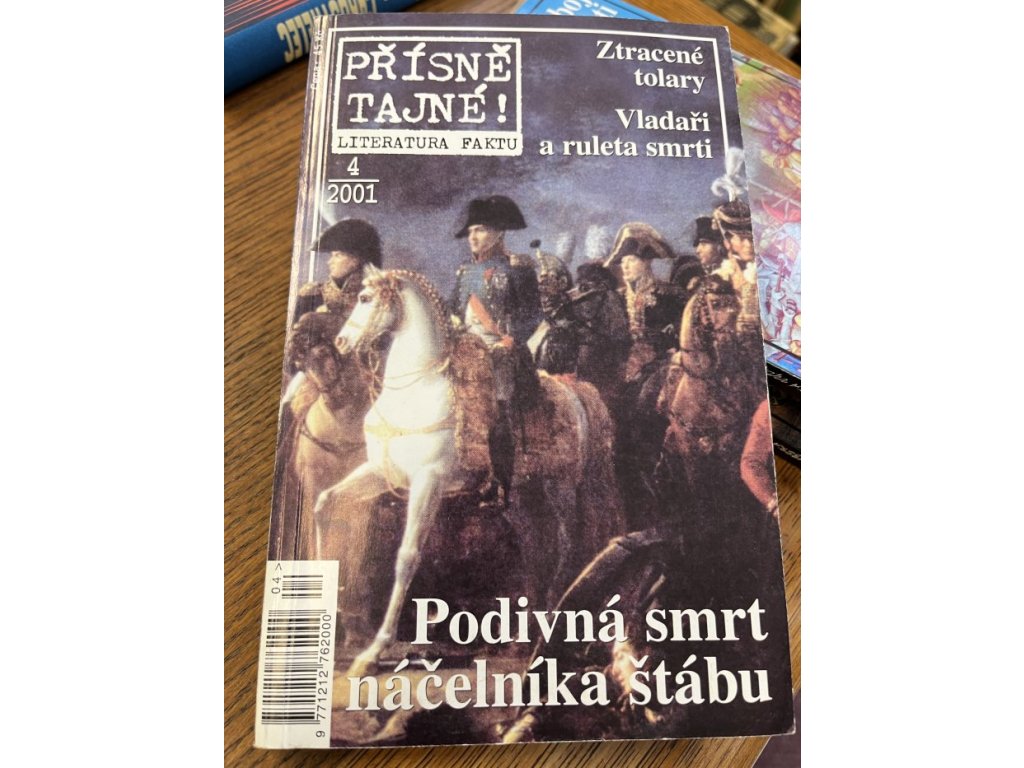 PŘÍSNĚ
TAJNÉ!
LITERATURA FAKTU
4
2001
Ztracené
tolary
Vladaři
a ruleta smrti
Podivná smrt
náčelníka štábu
04>
9 771212 762000